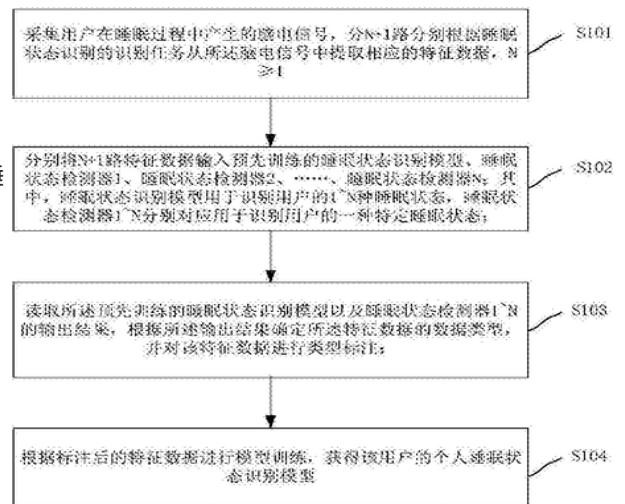 采集用户在睡眠过程中产生的脑电信号，分N+1路分别根据睡眠
状态识别的识别任务从所还脑电信号中提取相应的特征数据，N
≥1
S101
分别将N+1路特征数据输入预先训练的睡眠状态识别模型、睡眠
状态检测器1、睡眠状态检测器2、……、睡眠状态检测器N；其
中，睡眠状态识别模型用于识别用户的1~N种睡眠状态，睡眠状
态检测器1~N分别对应用于识别用户的一种特定睡眠状态；
S102
读取所述预先训练的睡眠状态识别模型以及睡眠状态检测器1~N
的输出结果，根据所述输出结果确定所述特征数据的数据类型，
并对该特征数据进行类型标注；
S103
根据标注后的特征数据进行模型训练，获得该用户的个人睡眠状
态识别模型
S104